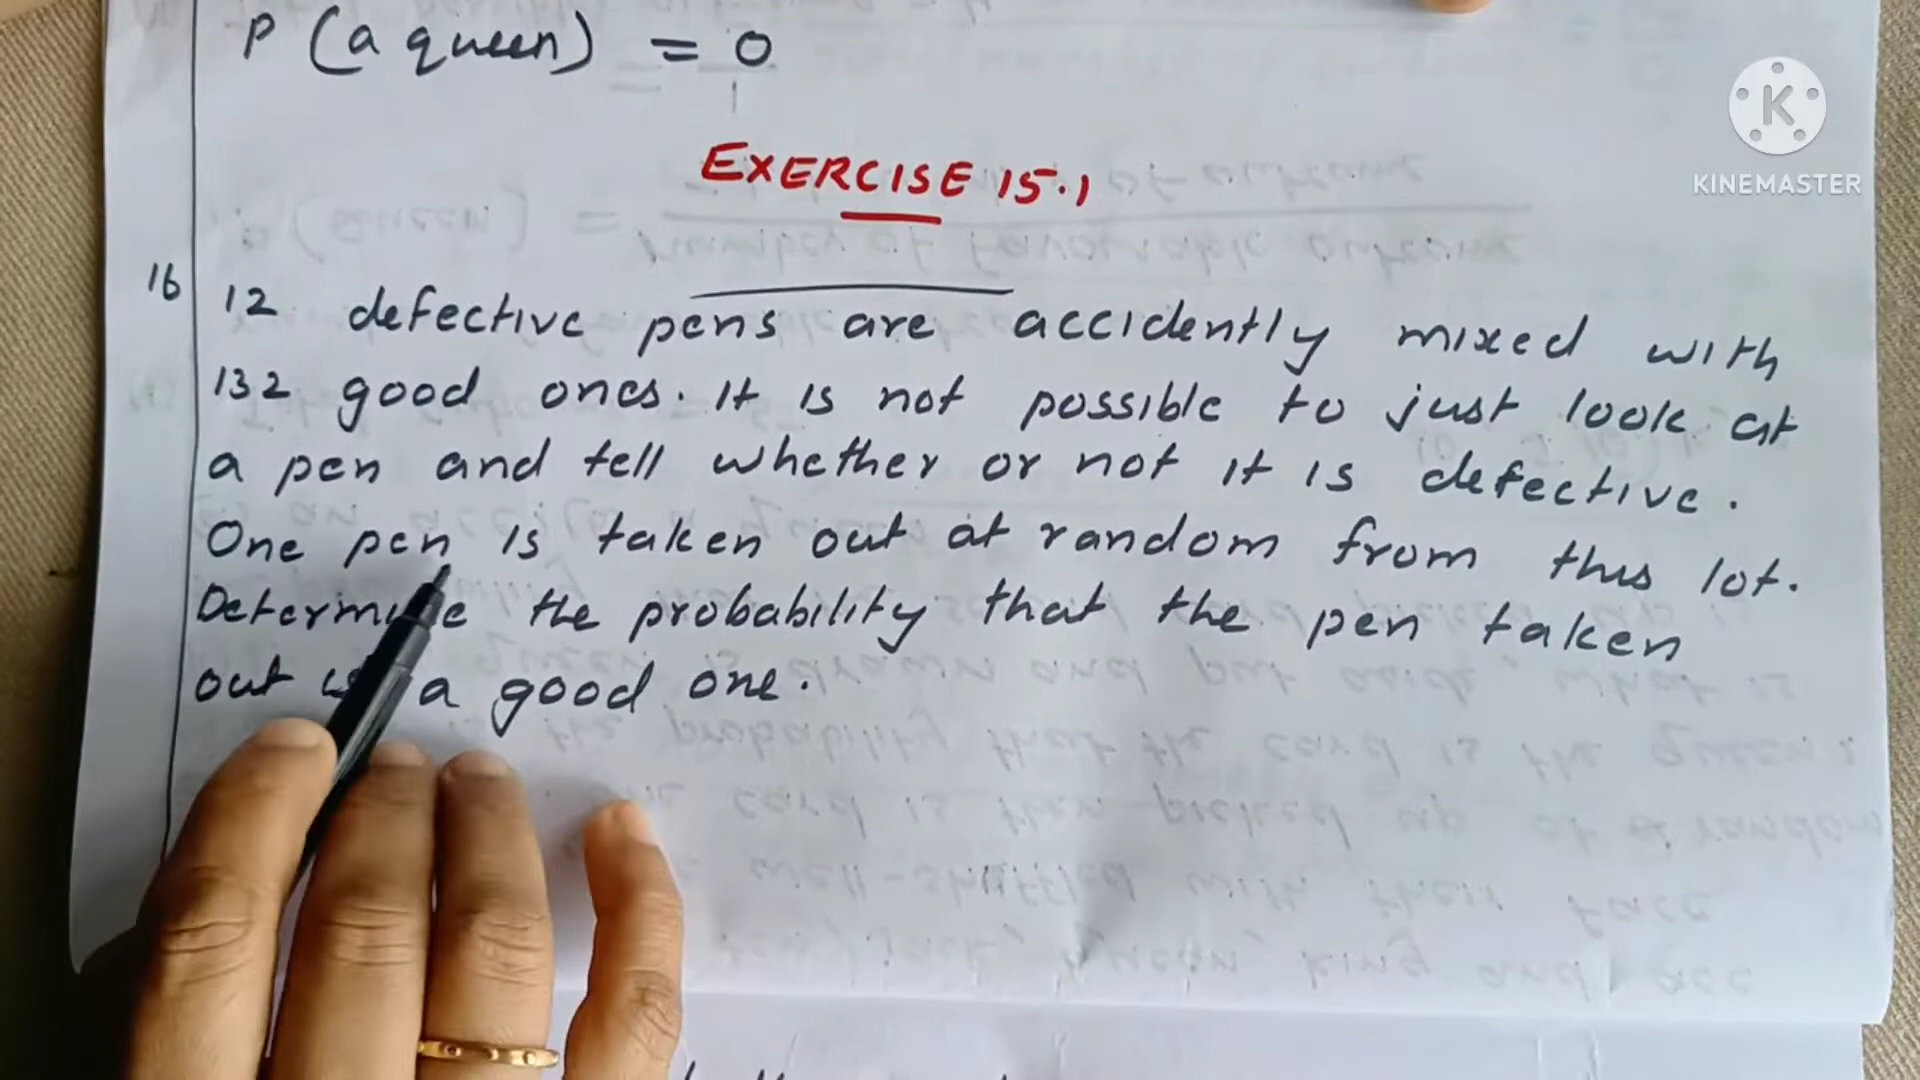 P (a queen) = 0
KINEMASTER
EXERCISE 15.1
16 12 defective pens are accidently mixed with
132 good ones. It is not possible to just look at
a pen and tell whether or not it is defective.
One pen is taken out at random from this lot.
Determine the probability that the pen taken
out is a good one.